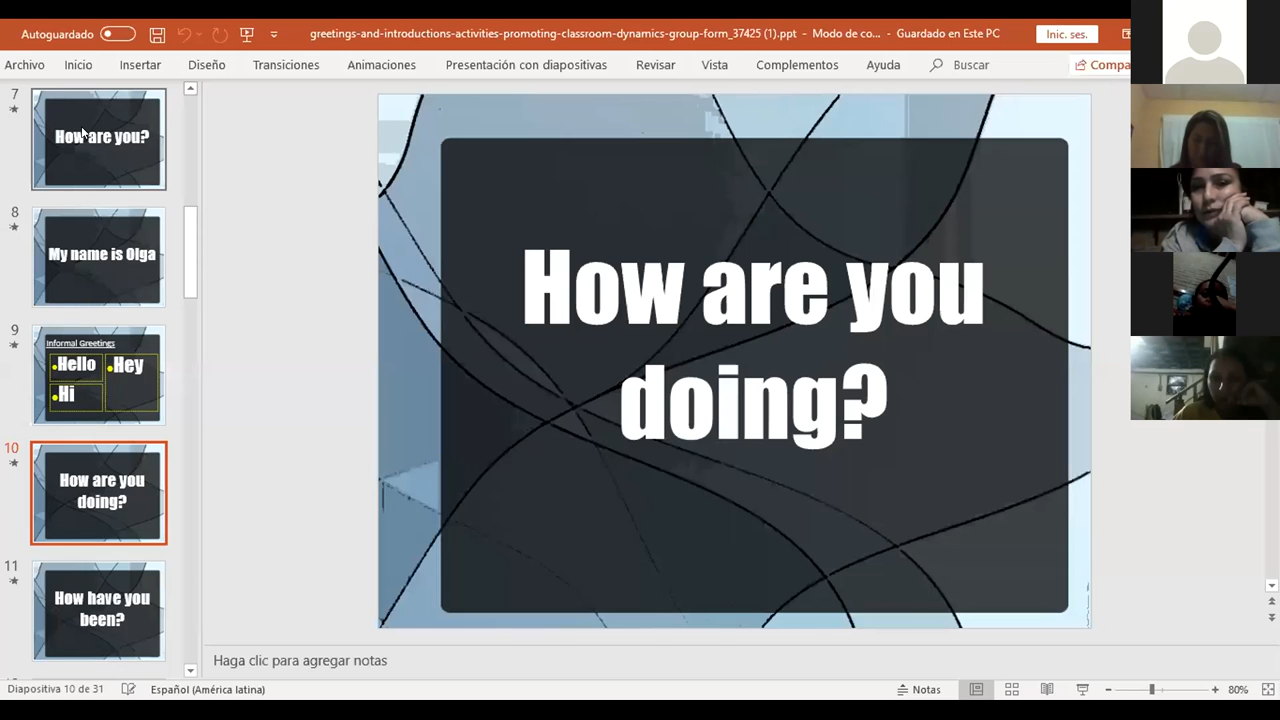 Autoguardado
greetings-and-introductions-activities-promoting-classroom-dynamics-group-form_37425 (1).ppt - Modo de co... - Guardado en Este PC
Inic. ses.
Archivo Inicio Insertar Diseño Transiciones Animaciones Presentación con diapositivas Revisar Vista Complementos Ayuda Buscar Compa
7
How are you?
8
My name is Olga
9
Informal Greetings
Hello
Hey
Hi
10
How are you
doing?
11
How have you
been?
How are you
doing?
Haga clic para agregar notas
Diapositiva 10 de 31 Español (América latina) Notas 80%